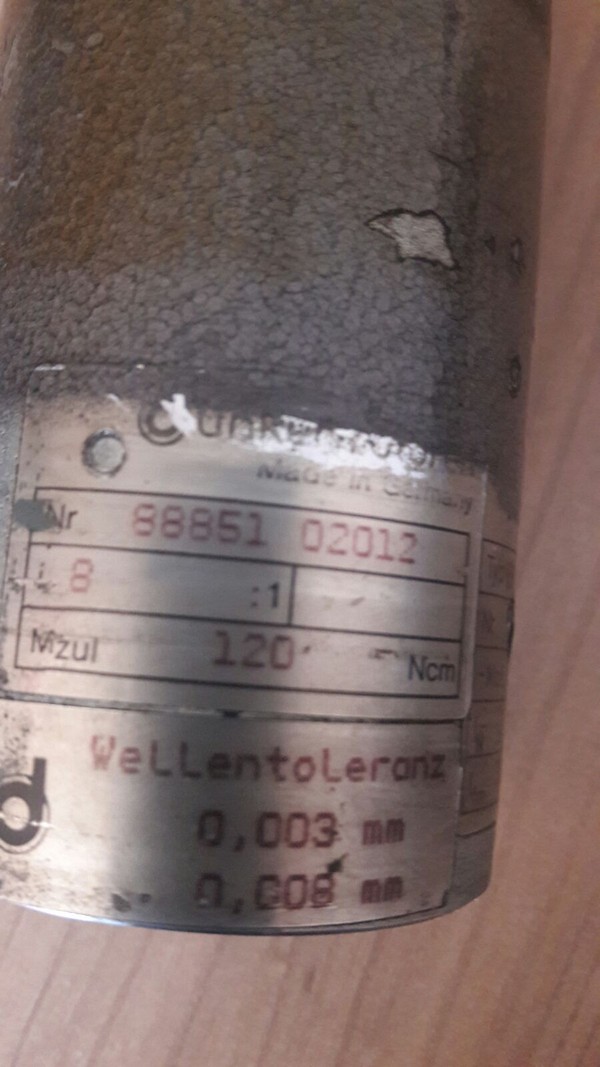 Made in Germany
Nr 88851 02012
i 8 :1
Mzul 120 Ncm
Wellentoleranz
0,003 mm
0,008 mm
d